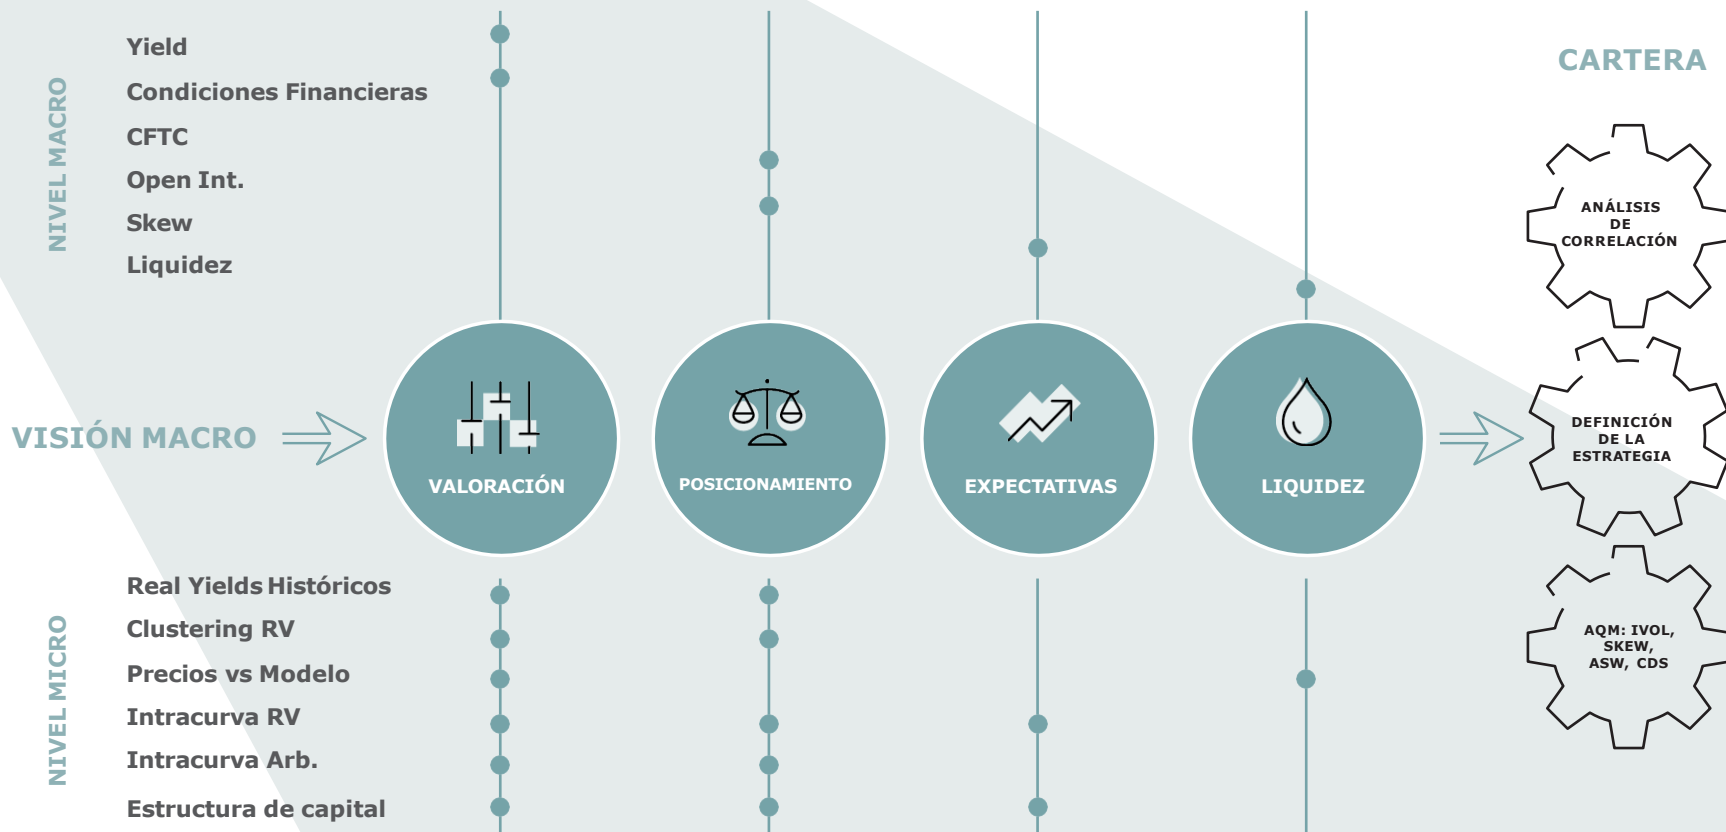 NIVEL MACRO
Yield
Condiciones Financieras
CFTC
Open Int.
Skew
Liquidez
CARTERA
ANÁLISIS
DE
CORRELACIÓN
VISIÓN MACRO
VALORACIÓN
POSICIONAMIENTO
EXPECTATIVAS
LIQUIDEZ
DEFINICIÓN
DE LA
ESTRATEGIA
NIVEL MICRO
Real Yields Históricos
Clustering RV
Precios vs Modelo
Intracurva RV
Intracurva Arb.
Estructura de capital
AQM: IVOL,
SKEW,
ASW, CDS